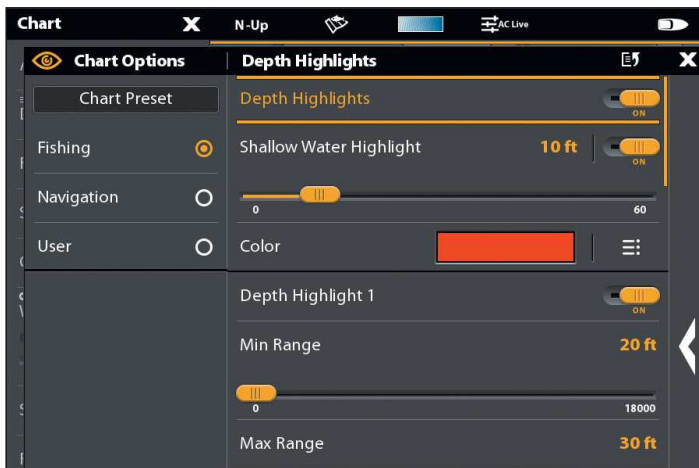 Chart X N-Up AC Live
Chart Options Depth Highlights X
Chart Preset
Fishing
Navigation
User
Depth Highlights
ON
Shallow Water Highlight 10 ft
ON
0 60
Color
Depth Highlight 1
ON
Min Range 20 ft
0 18000
Max Range 30 ft